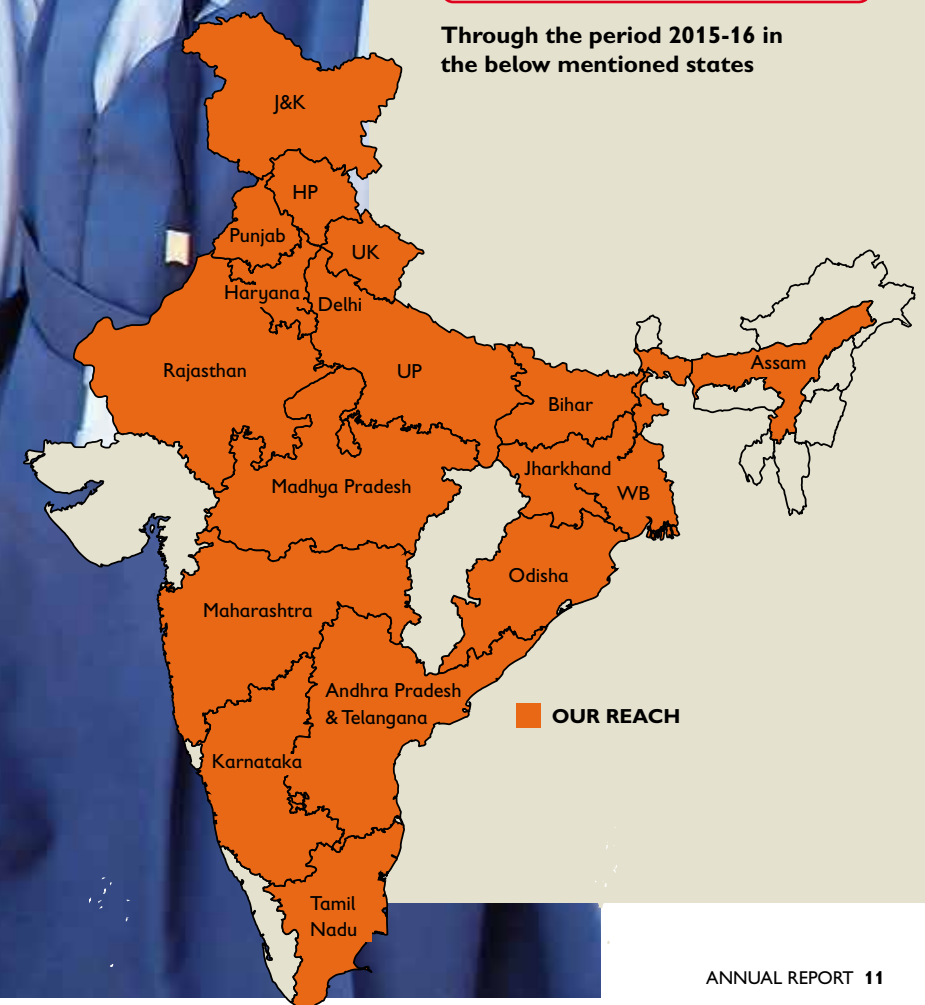 Through the period 2015-16 in
the below mentioned states
J&K
HP
Punjab
UK
Haryana
Delhi
Rajasthan
UP
Assam
Bihar
Jharkhand
Madhya Pradesh
WB
Odisha
Maharashtra
Andhra Pradesh
& Telangana
OUR REACH
Karnataka
Tamil
Nadu
ANNUAL REPORT 11